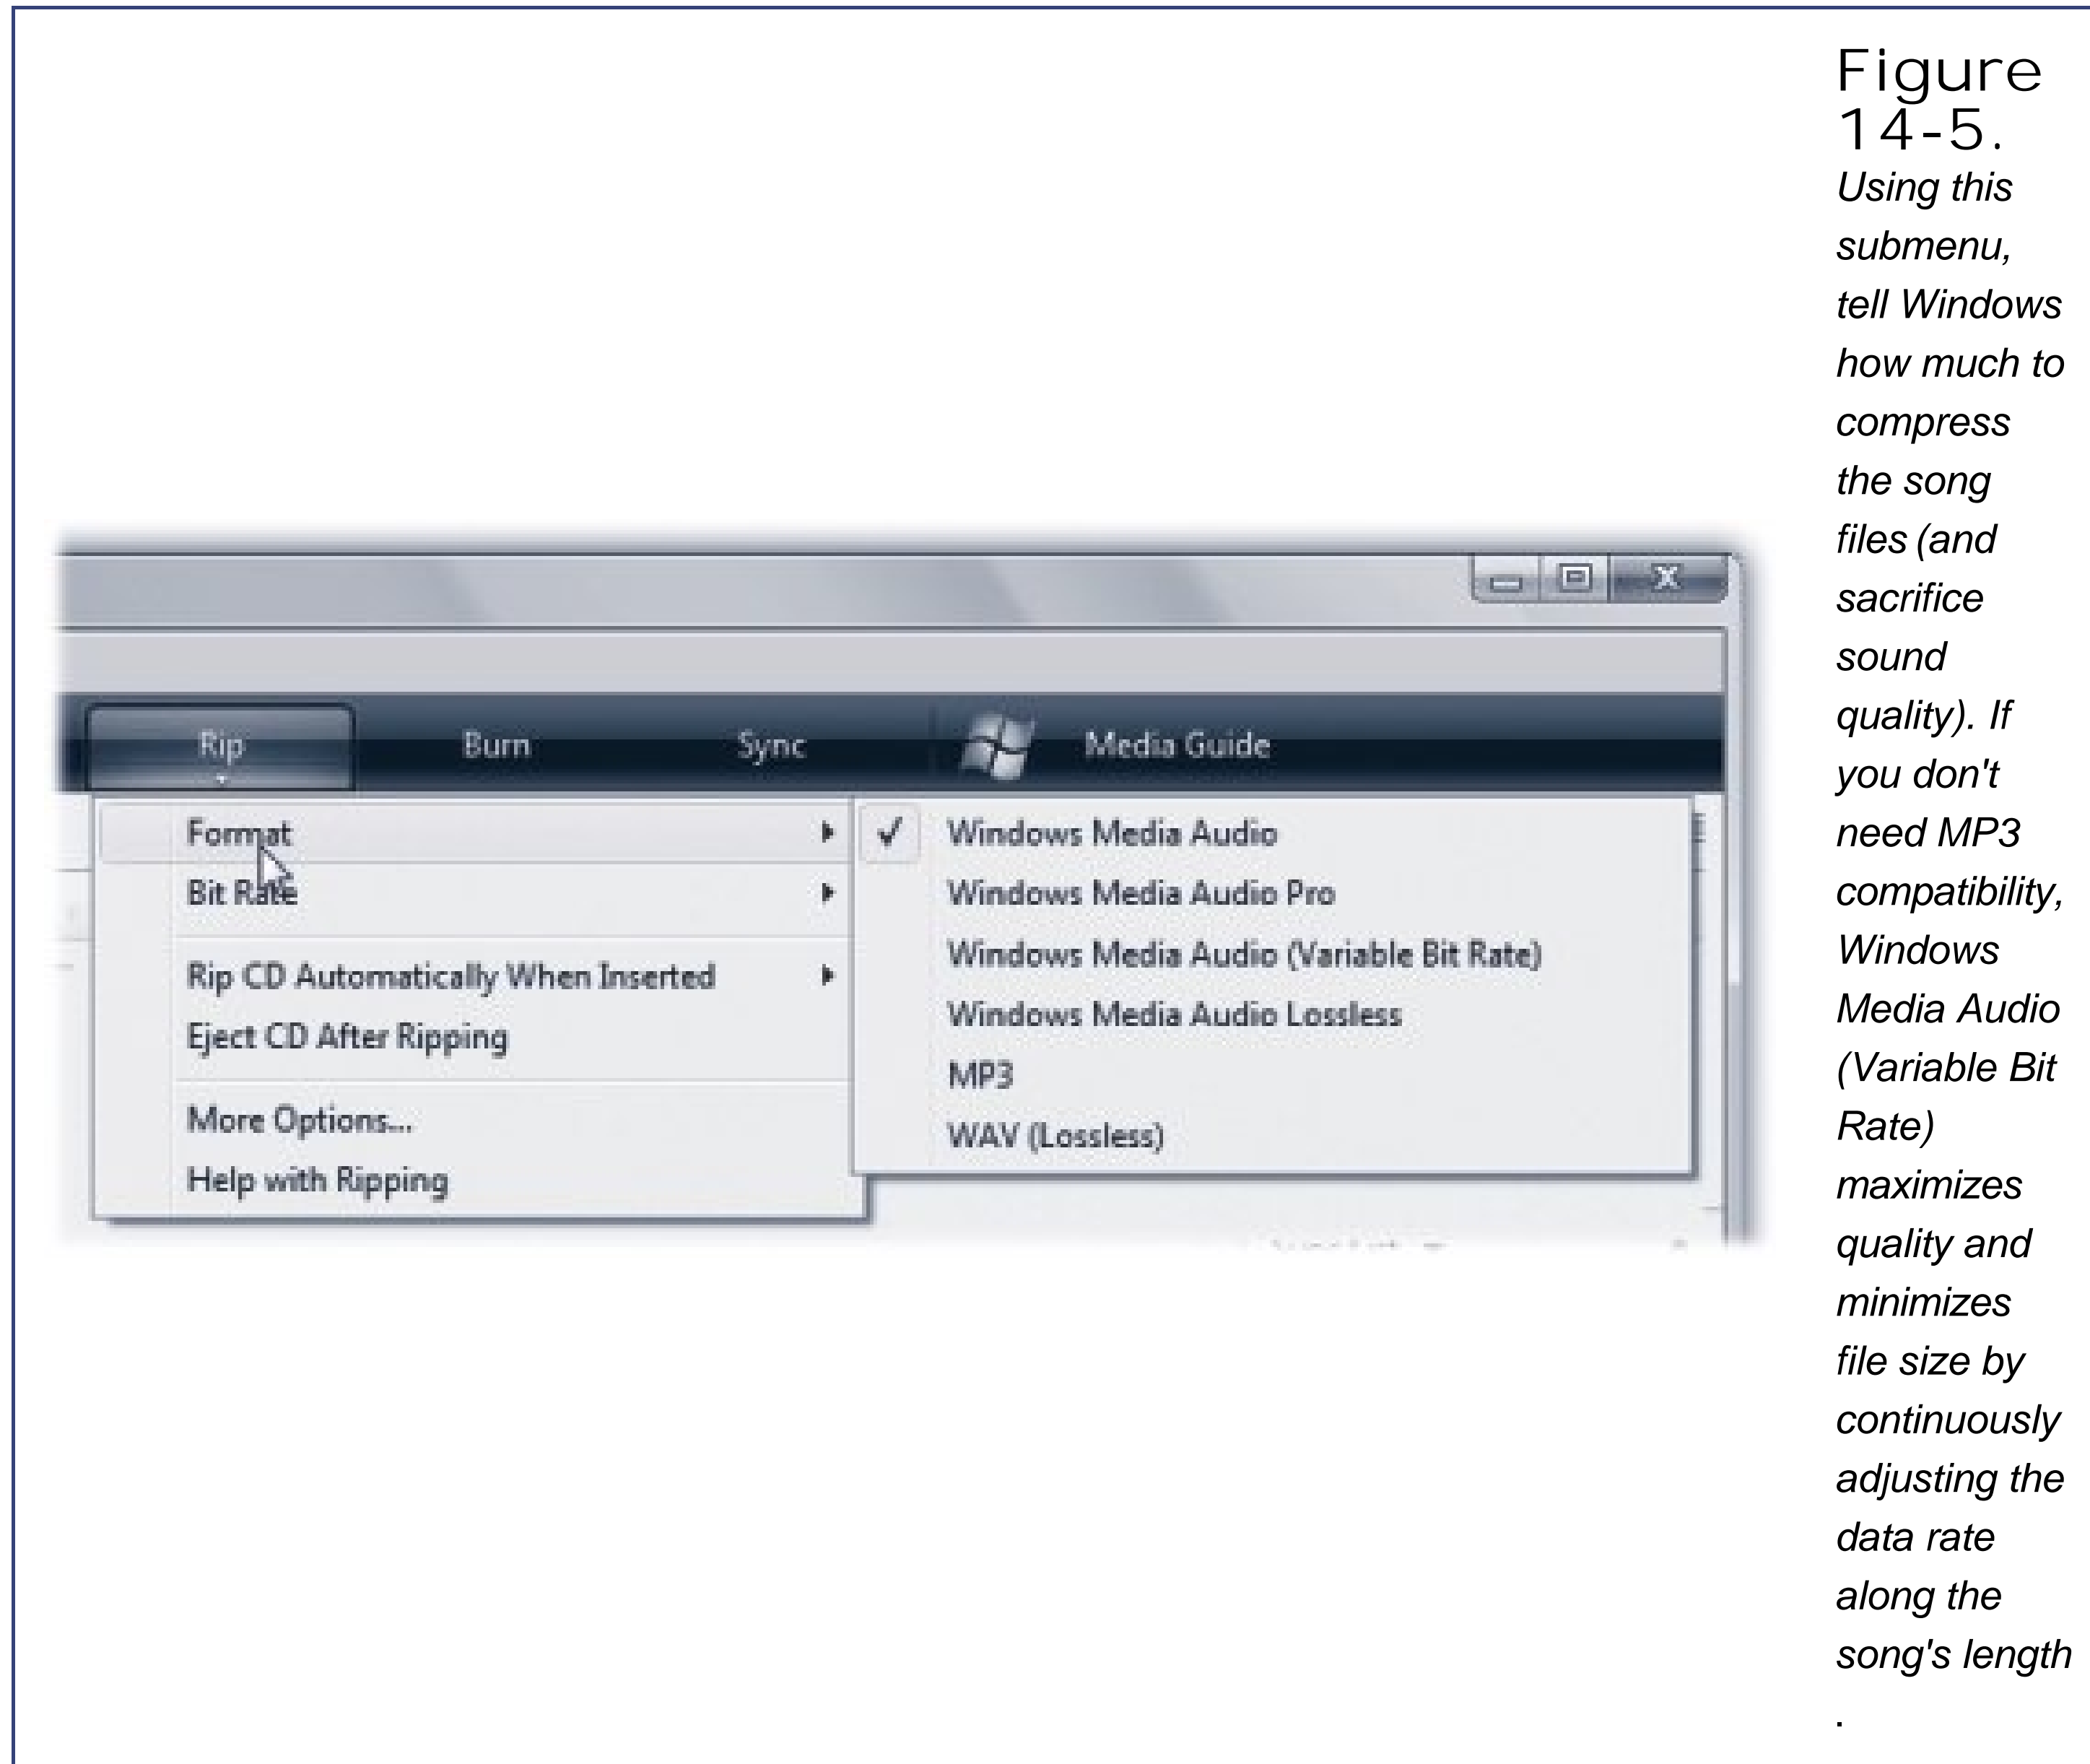 Figure
14-5.
Using this
submenu,
tell Windows
how much to
compress
the song
files (and
sacrifice
sound
quality). If
you don't
need MP3
compatibility,
Windows
Media Audio
(Variable Bit
Rate)
maximizes
quality and
minimizes
file size by
continuously
adjusting the
data rate
along the
song's length
.
Rip Burn Sync Media Guide
Format
Bit Rate
Rip CD Automatically When Inserted
Eject CD After Ripping
More Options...
Help with Ripping
Windows Media Audio
Windows Media Audio Pro
Windows Media Audio (Variable Bit Rate)
Windows Media Audio Lossless
MP3
WAV (Lossless)